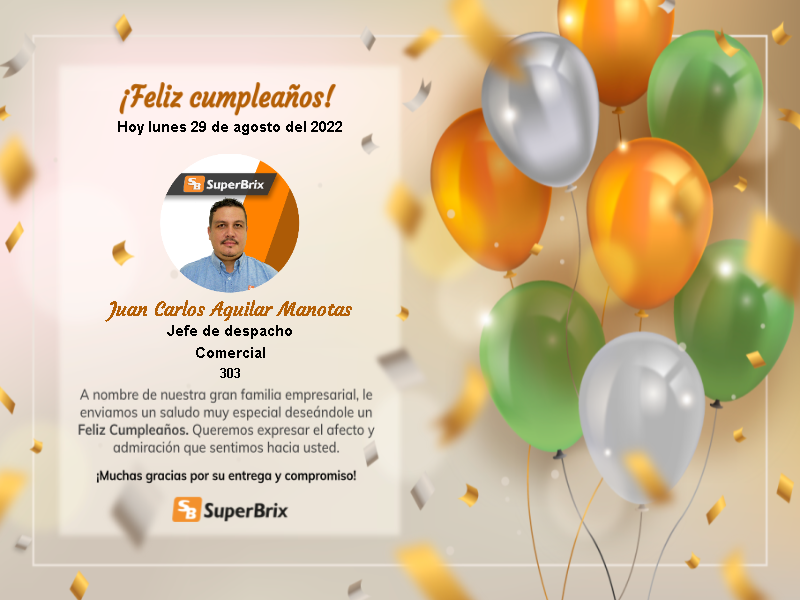 ¡Feliz cumpleaños!
Hoy lunes 29 de agosto del 2022
SB SuperBrix
Juan Carlos Aguilar Manotas
Jefe de despacho
Comercial
303
A nombre de nuestra gran familia empresarial, le
enviamos un saludo muy especial deseándole un
Feliz Cumpleaños. Queremos expresar el afecto y
admiración que sentimos hacia usted.
¡Muchas gracias por su entrega y compromiso!
SB SuperBrix